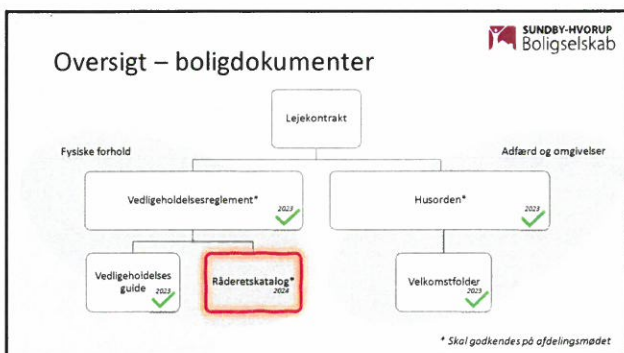 SUNDBY-HVORUP
Boligselskab
Oversigt – boligdokumenter
Lejekontrakt
Fysiske forhold
Adfærd og omgivelser
Vedligeholdelsesreglement*
2023
Husorden*
2023
Vedligeholdelses
guide 2023
Råderetskatalog*
2024
Velkomstfolder
2023
* Skal godkendes på afdelingsmødet